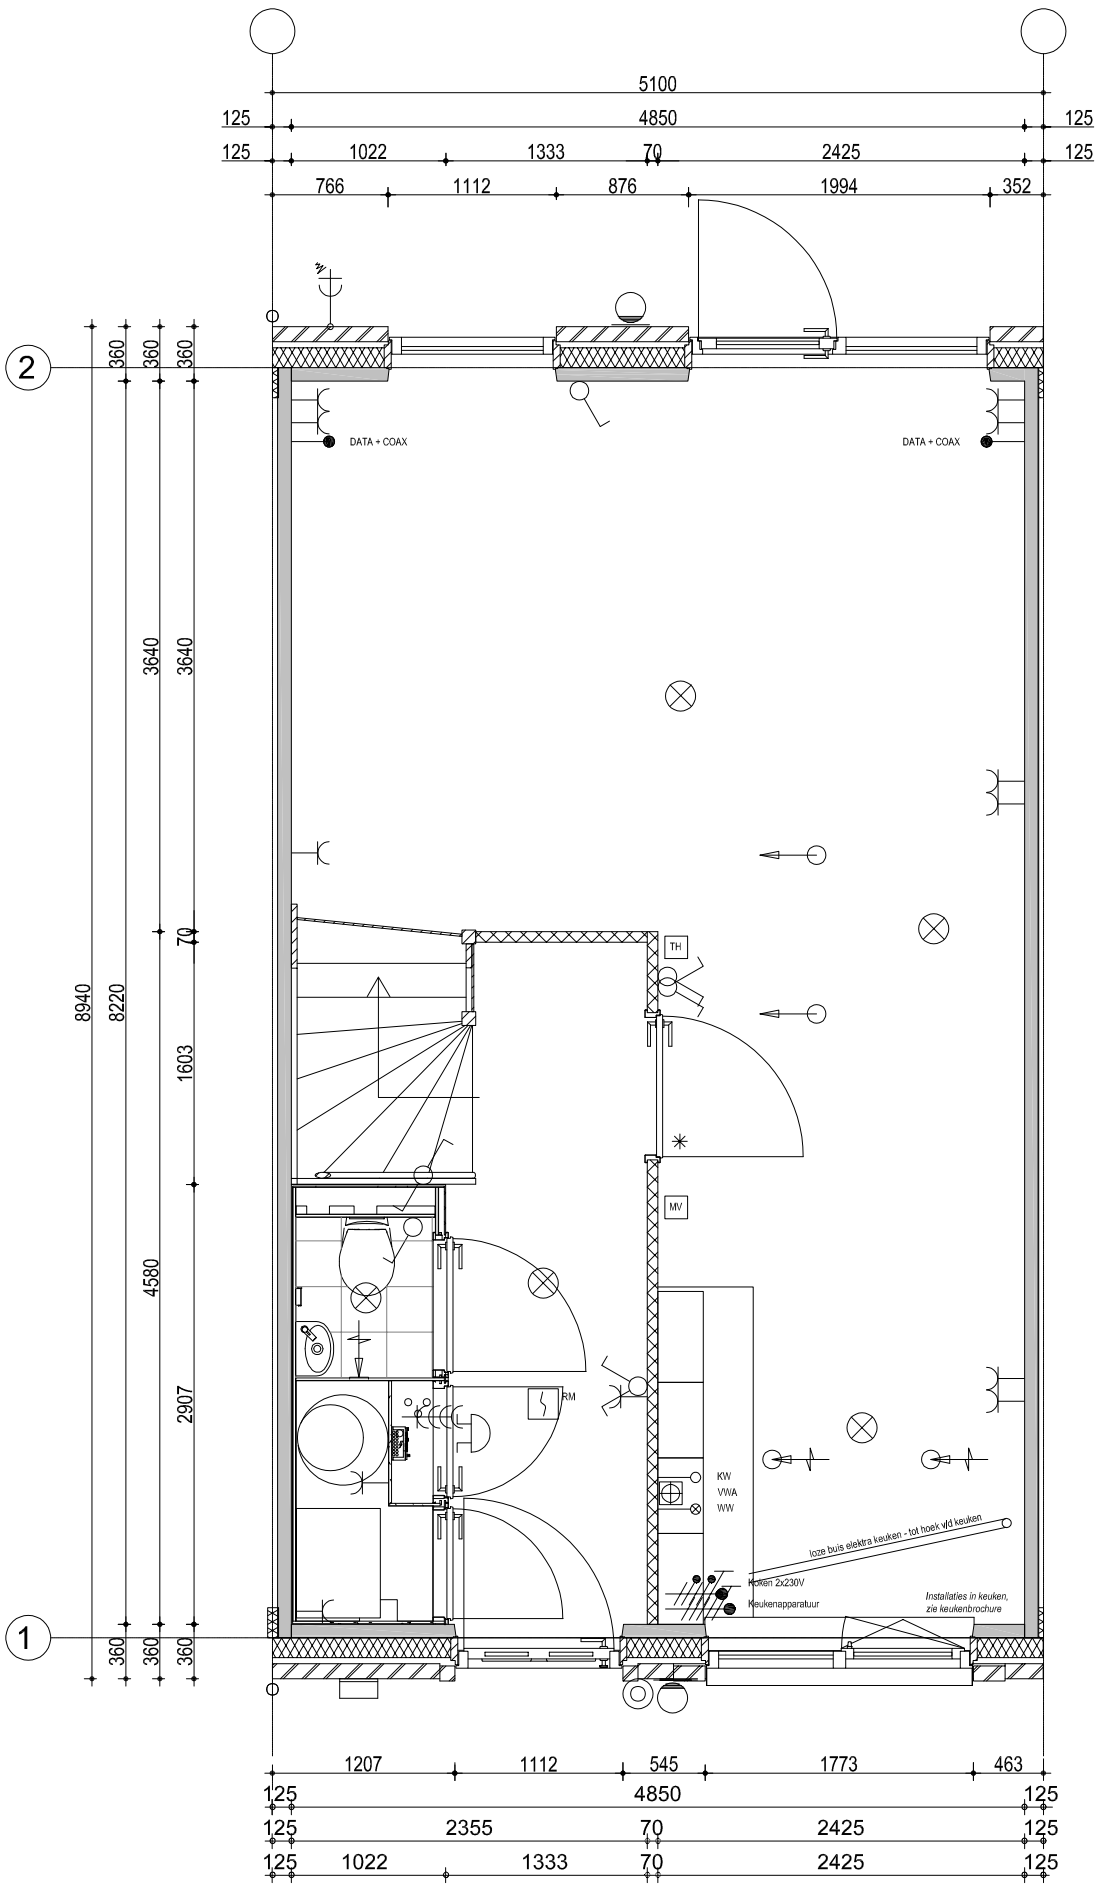 5100
125 4850 125
125 1022 1333 70 2425 125
766 1112 876 1994 352
2
360 360 360
DATA + COAX DATA + COAX
3640 3640
70
TH
8940 8220
1603
MV
4580
2907
RM
KW
VWA
WW
loze buis elektra keuken - tot hoek v/d keuken
Koken 2x230V
Keukenapparatuur
Installaties in keuken,
zie keukenbrochure
1
360 360 360
1207 1112 545 1773 463
125 4850 125
125 2355 70 2425 125
125 1022 1333 70 2425 125